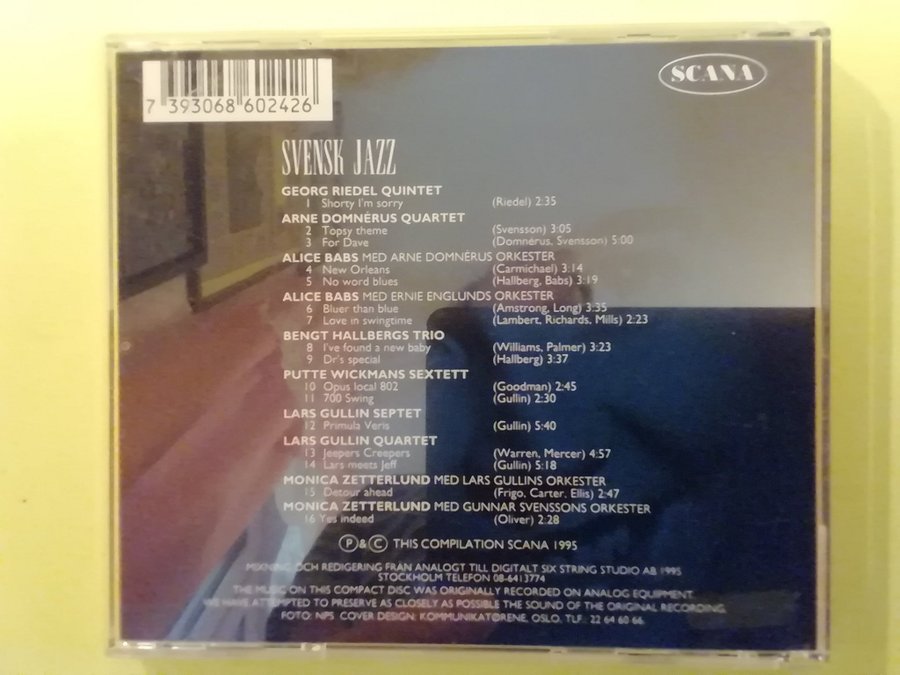 SCANA
7 393068 602426
SVENSK JAZZ
GEORG RIEDEL QUINTET
1 Shorty I'm sorry (Riedel) 2:35
ARNE DOMNÉRUS QUARTET
2 Topsy theme (Svensson) 3:05
3 For Dave (Domnérus, Svensson) 5:00
ALICE BABS MED ARNE DOMNÉRUS ORKESTER
4 New Orleans (Carmichael) 3:14
5 No word blues (Hallberg, Babs) 3:19
ALICE BABS MED ERNIE ENGLUNDS ORKESTER
6 Bluer than blue (Amstrong, Long) 3:35
7 Love in swingtime (Lambert, Richards, Mills) 2:23
BENGT HALLBERGS TRIO
8 I've found a new baby (Williams, Palmer) 3:23
9 Dr's special (Hallberg) 3:37
PUTTE WICKMANS SEXTETT
10 Opus local 802 (Goodman) 2:45
11 700 Swing (Gullin) 2:30
LARS GULLIN SEPTET
12 Primula Veris (Gullin) 5:40
LARS GULLIN QUARTET
13 Jeepers Creepers (Warren, Mercer) 4:57
14 Lars meets Jeff (Gullin) 5:18
MONICA ZETTERLUND MED LARS GULLINS ORKESTER
15 Detour ahead (Frigo, Carter, Ellis) 2:47
MONICA ZETTERLUND MED GUNNAR SVENSSONS ORKESTER
16 Yes indeed (Oliver) 2:28
Ⓟ & Ⓒ THIS COMPILATION SCANA 1995
MIXNING OCH REDIGERING FRÅN ANALOGT TILL DIGITALT SIX STRING STUDIO AB 1995
STOCKHOLM TELEFON 08-6413774
THE MUSIC ON THIS COMPACT DISC WAS ORIGINALLY RECORDED ON ANALOG EQUIPMENT.
WE HAVE ATTEMPTED TO PRESERVE AS CLOSELY AS POSSIBLE THE SOUND OF THE ORIGINAL RECORDING.
FOTO: NPS COVER DESIGN: KOMMUNIKATØRENE, OSLO, TLF.: 22 64 60 66.